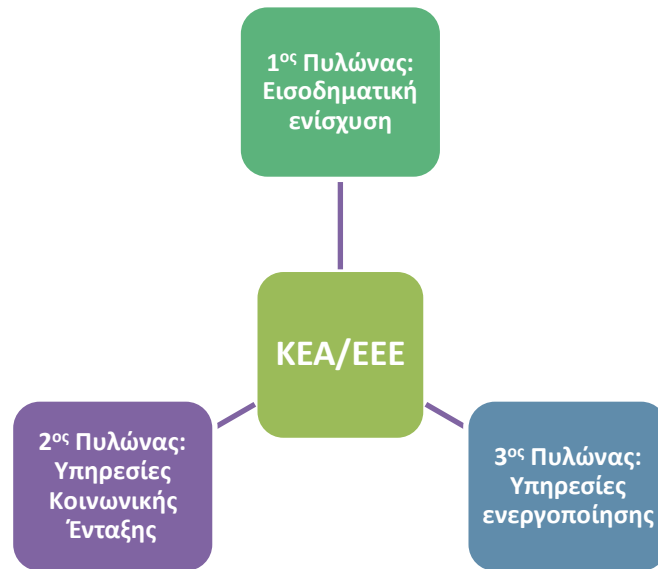 1ος Πυλώνας:
Εισοδηματική
ενίσχυση
ΚΕΑ/ΕΕΕ
2ος Πυλώνας:
Υπηρεσίες
Κοινωνικής
Ένταξης
3ος Πυλώνας:
Υπηρεσίες
ενεργοποίησης